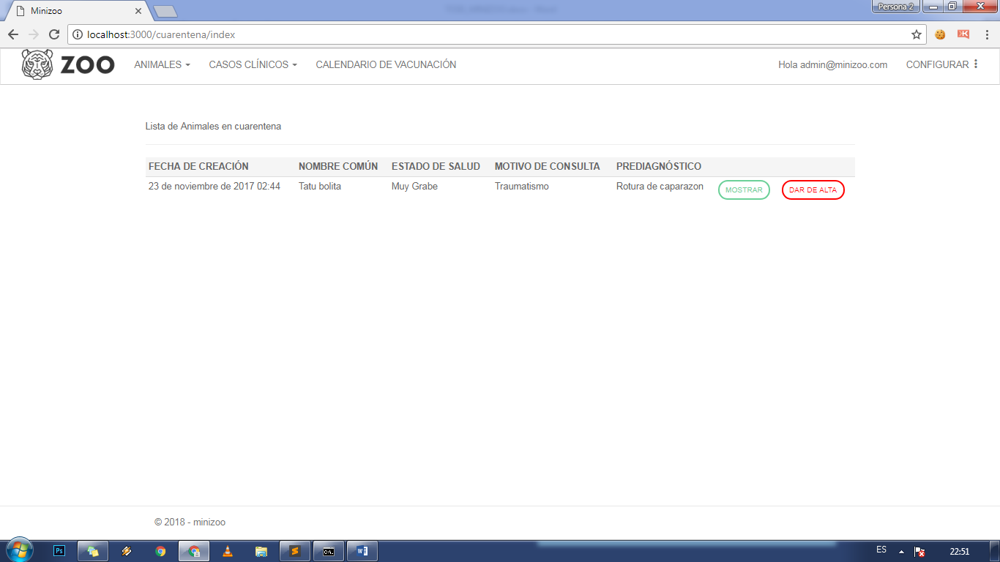 Minizoo
Persona 2
localhost:3000/cuarentena/index
ZOO ANIMALES CASOS CLÍNICOS CALENDARIO DE VACUNACIÓN Hola admin@minizoo.com CONFIGURAR
Lista de Animales en cuarentena
FECHA DE CREACIÓN NOMBRE COMÚN ESTADO DE SALUD MOTIVO DE CONSULTA PREDIAGNÓSTICO
23 de noviembre de 2017 02:44 Tatu bolita Muy Grabe Traumatismo Rotura de caparazon MOSTRAR DAR DE ALTA
© 2018 - minizoo
Ps C:\. W ES 22:51